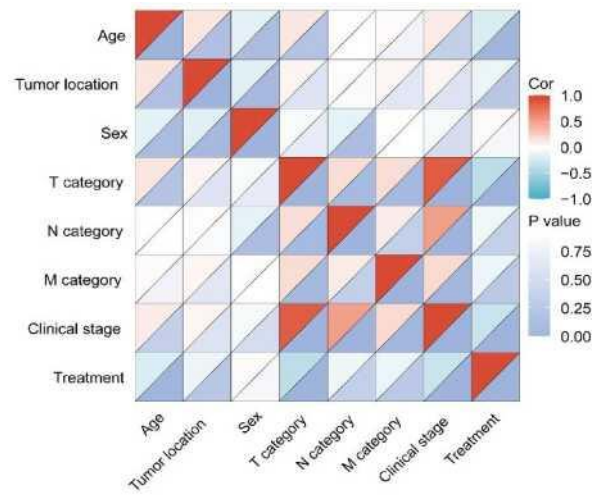 Age
Tumor location
Sex
T category
N category
M category
Clinical stage
Treatment
Cor
1.0
0.5
0.0
−0.5
−1.0
P value
0.75
0.50
0.25
0.00
Age
Tumor location
Sex
T category
N category
M category
Clinical stage
Treatment